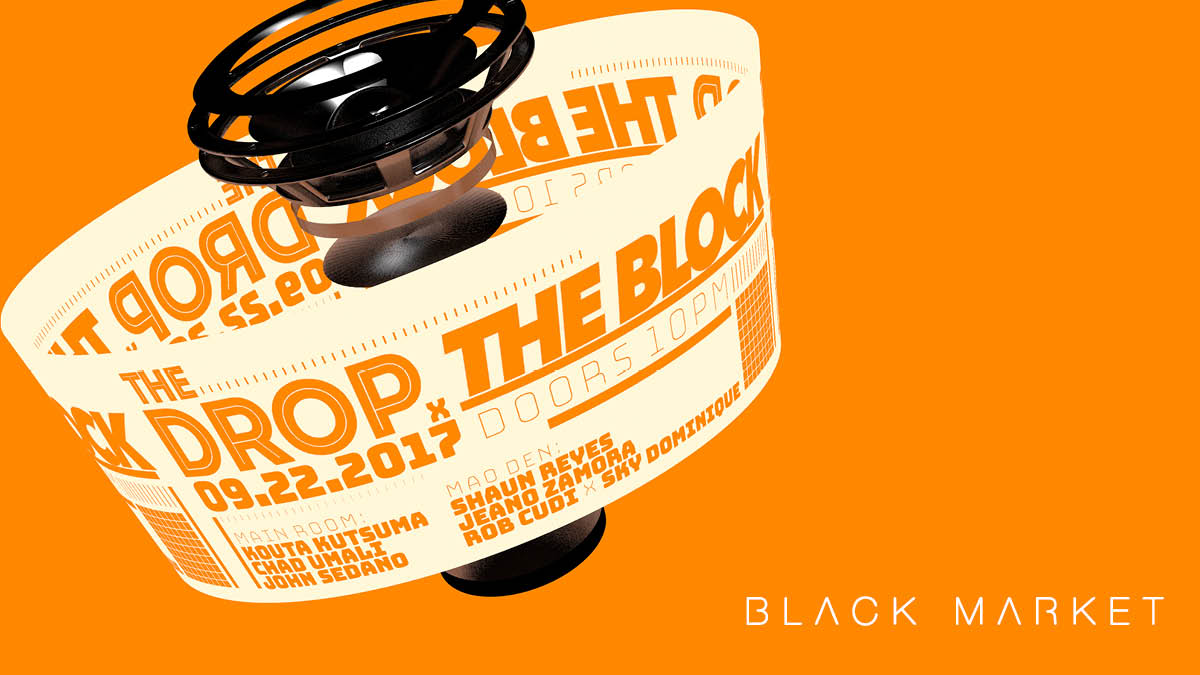 THE
DROP
x
09.22.2017
THE BLOCK
DOORS 10PM
MAIN ROOM:
KOUTA KUTSUMA
CHAD UMALI
JOHN SEDANO
MAO DEN:
SHAUN REYES
JEANO ZAMORA
ROB CUDI x SKY DOMINIQUE
BLACK MARKET